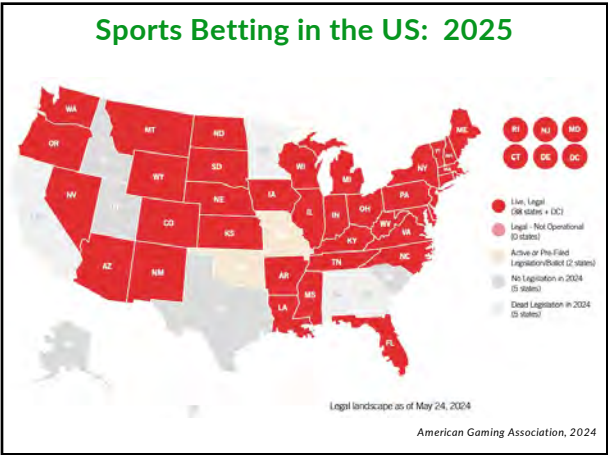 Sports Betting in the US: 2025
WA
OR
MT
ND
SD
WY
NV
NE
CO
KS
AZ
NM
IA
WI
MI
IL
IN
OH
KY
TN
AR
LA
MS
WV
VA
NC
PA
NY
ME
FL
RI NJ MD
CT DE DC
Live, Legal
(38 states + DC)
Legal - Not Operational
(0 states)
Active or Pre-Filed
Legislation/Ballot (2 states)
No Legislation in 2024
(5 states)
Dead Legislation in 2024
(5 states)
Legal landscape as of May 24, 2024
American Gaming Association, 2024